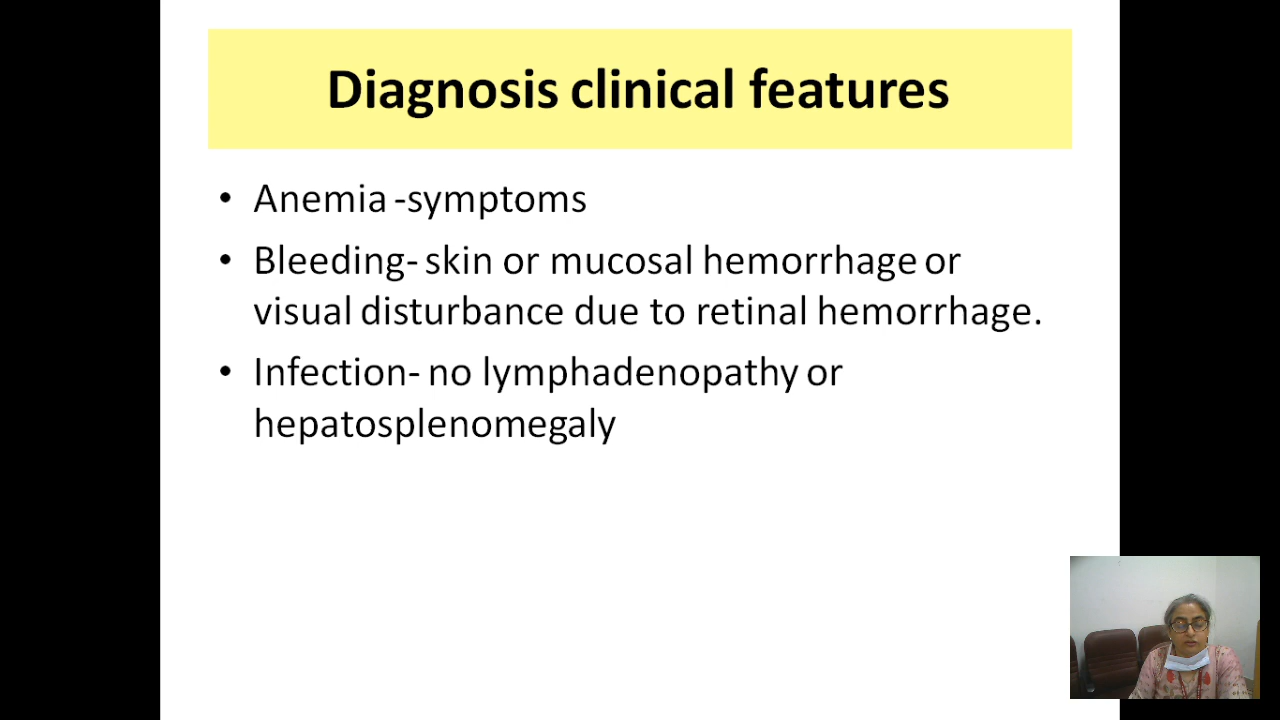 Diagnosis clinical features
• Anemia -symptoms
• Bleeding- skin or mucosal hemorrhage or
visual disturbance due to retinal hemorrhage.
• Infection- no lymphadenopathy or
hepatosplenomegaly